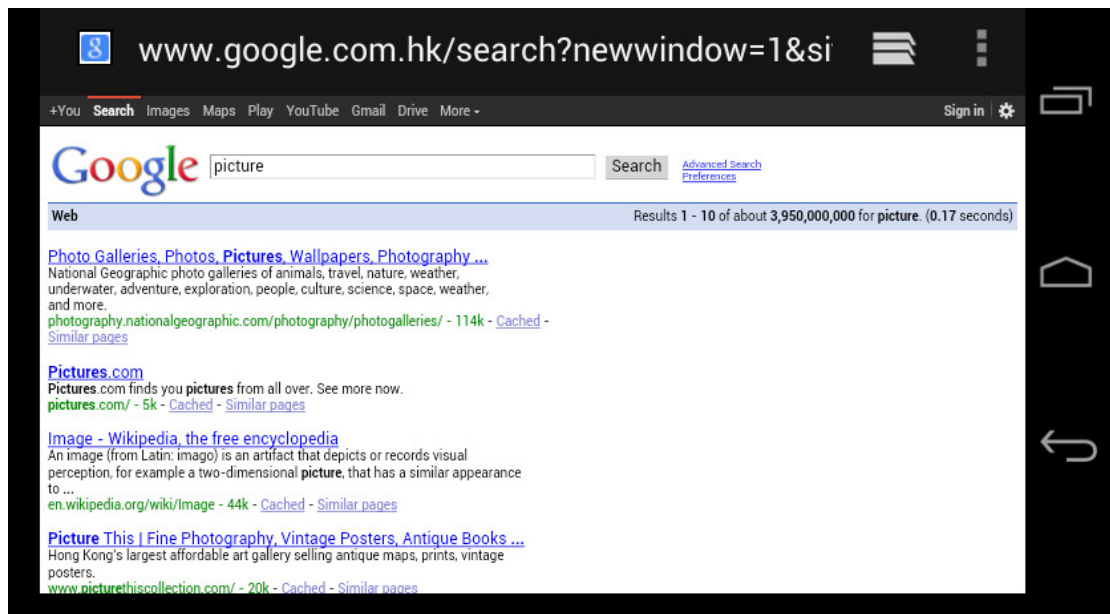 8 www.google.com.hk/search?newwindow=1&si
+You Search Images Maps Play YouTube Gmail Drive More Sign in
Google picture Search Advanced Search
Preferences
Web Results 1 - 10 of about 3,950,000,000 for picture. (0.17 seconds)
Photo Galleries, Photos, Pictures, Wallpapers, Photography ...
National Geographic photo galleries of animals, travel, nature, weather,
underwater, adventure, exploration, people, culture, science, space, weather,
and more.
photography.nationalgeographic.com/photography/photogalleries/ - 114k - Cached -
Similar pages
Pictures.com
Pictures.com finds you pictures from all over. See more now.
pictures.com/ - 5k - Cached - Similar pages
Image - Wikipedia, the free encyclopedia
An image (from Latin: imago) is an artifact that depicts or records visual
perception, for example a two-dimensional picture, that has a similar appearance
to ...
en.wikipedia.org/wiki/Image - 44k - Cached - Similar pages
Picture This | Fine Photography, Vintage Posters, Antique Books ...
Hong Kong's largest affordable art gallery selling antique maps, prints, vintage
posters.
www.picturethiscollection.com/ - 20k - Cached - Similar pages